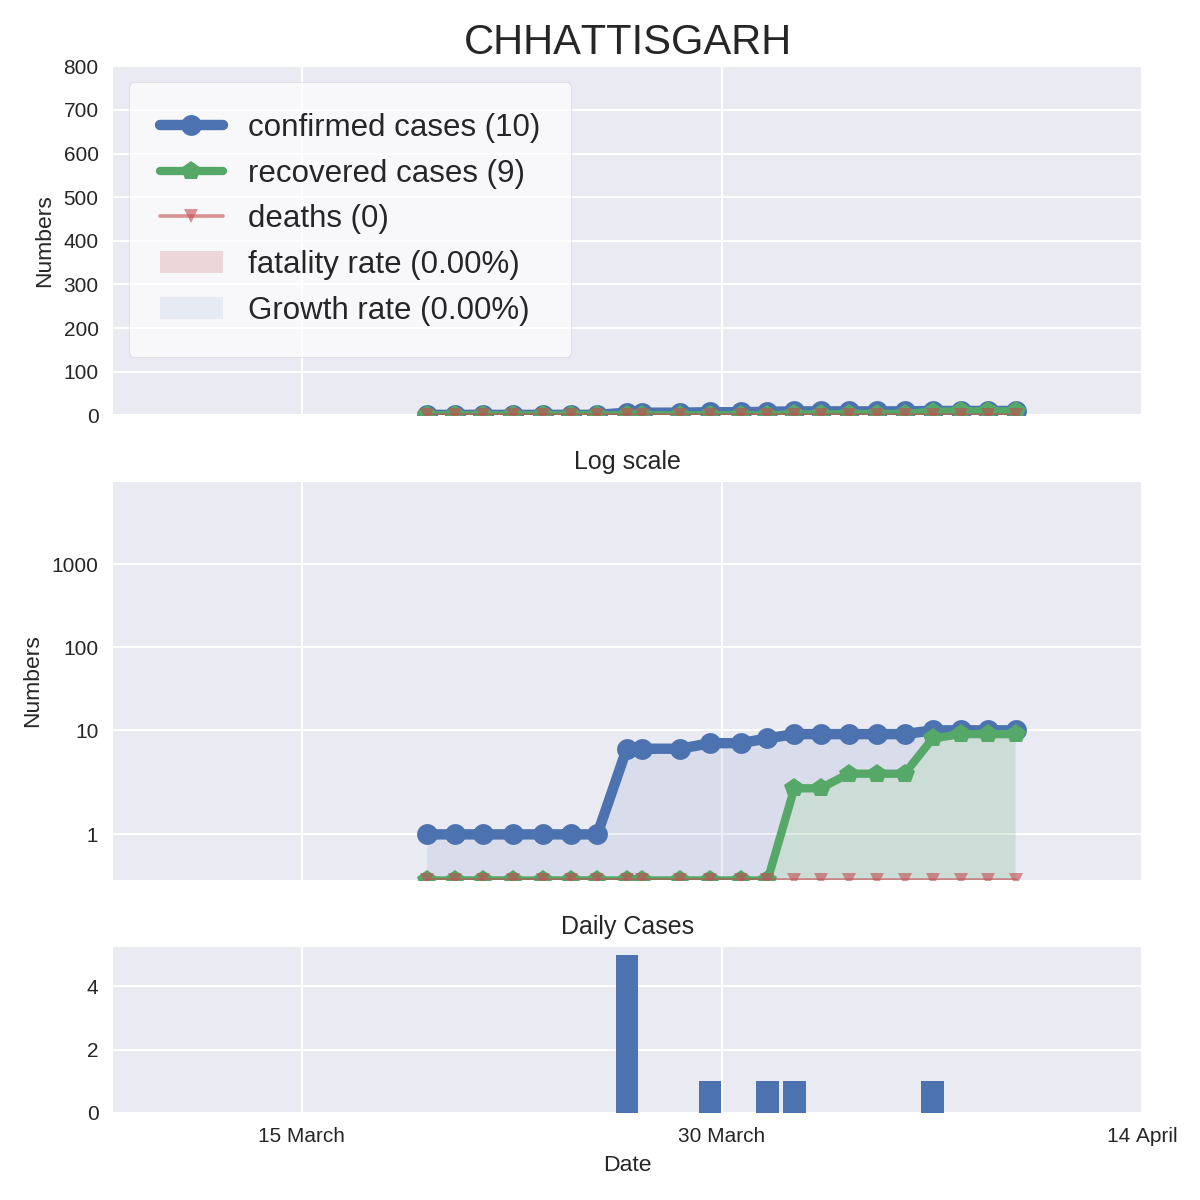 CHHATTISGARH
800
700
600
500
400
300
200
100
0
Numbers
confirmed cases (10)
recovered cases (9)
deaths (0)
fatality rate (0.00%)
Growth rate (0.00%)
Log scale
1000
100
10
1
Numbers
Daily Cases
4
2
0
15 March
30 March
14 April
Date